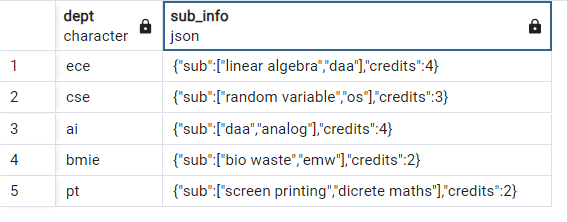 dept sub_info
character json
1 ece {"sub":["linear algebra","daa"],"credits":4}
2 cse {"sub":["random variable","os"],"credits":3}
3 ai {"sub":["daa","analog"],"credits":4}
4 bmie {"sub":["bio waste","emw"],"credits":2}
5 pt {"sub":["screen printing","dicrete maths"],"credits":2}